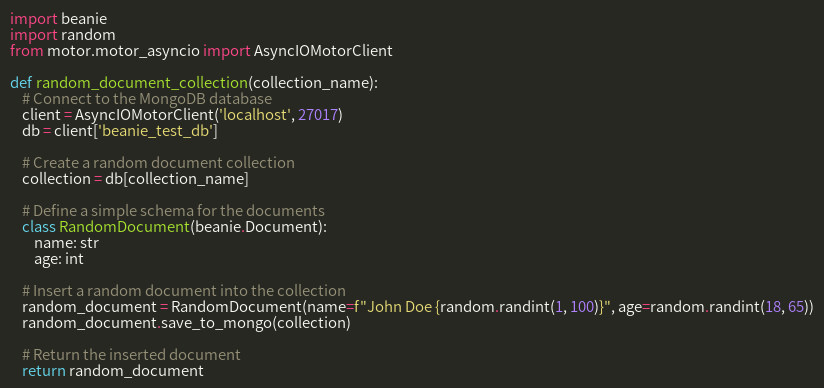 import beanie
import random
from motor.motor_asyncio import AsyncIOMotorClient

def random_document_collection(collection_name):
    # Connect to the MongoDB database
    client = AsyncIOMotorClient('localhost', 27017)
    db = client['beanie_test_db']

    # Create a random document collection
    collection = db[collection_name]

    # Define a simple schema for the documents
    class RandomDocument(beanie.Document):
        name: str
        age: int

    # Insert a random document into the collection
    random_document = RandomDocument(name=f"John Doe {random.randint(1, 100)}", age=random.randint(18, 65))
    random_document.save_to_mongo(collection)

    # Return the inserted document
    return random_document